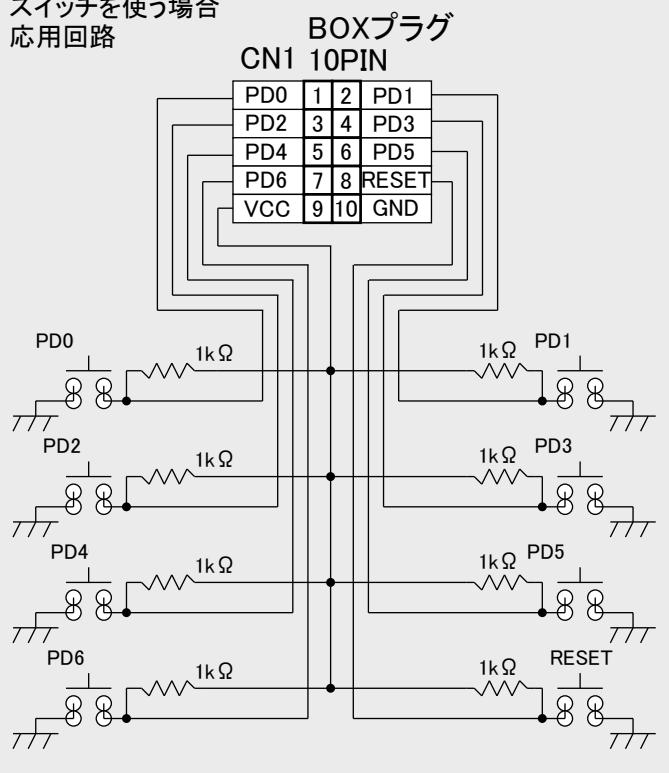 スイッチを使う場合
応用回路
BOXプラグ
CN1 10PIN
PD0 1 2 PD1
PD2 3 4 PD3
PD4 5 6 PD5
PD6 7 8 RESET
VCC 9 10 GND
PD0 1kΩ 1kΩ PD1
PD2 1kΩ 1kΩ PD3
PD4 1kΩ 1kΩ PD5
PD6 1kΩ 1kΩ RESET